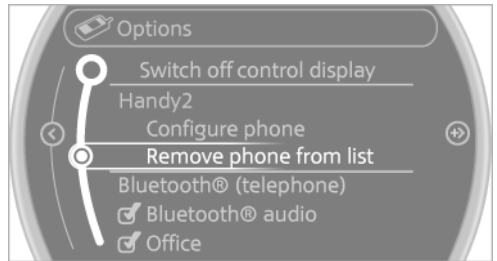 Options
Switch off control display
Handy2
Configure phone
Remove phone from list
Bluetooth® (telephone)
Bluetooth® audio
Office